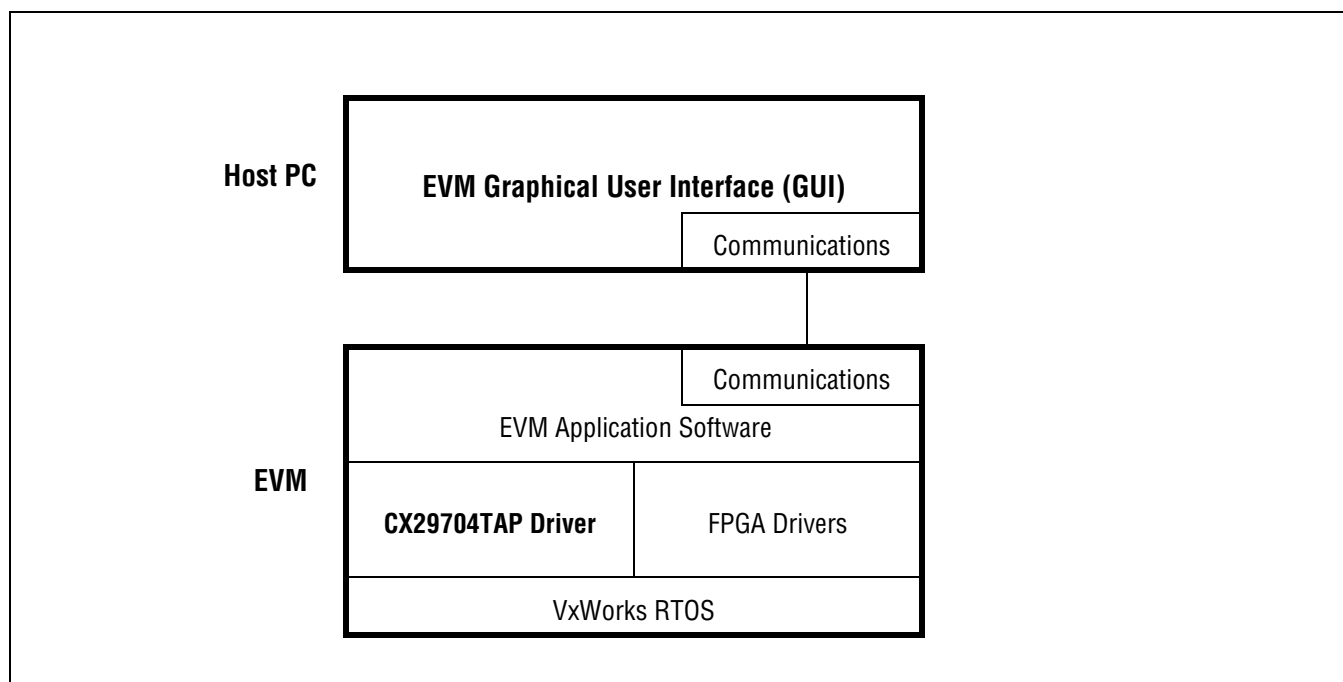 Host PC
EVM Graphical User Interface (GUI)
Communications
Communications
EVM Application Software
EVM
CX29704TAP Driver
FPGA Drivers
VxWorks RTOS